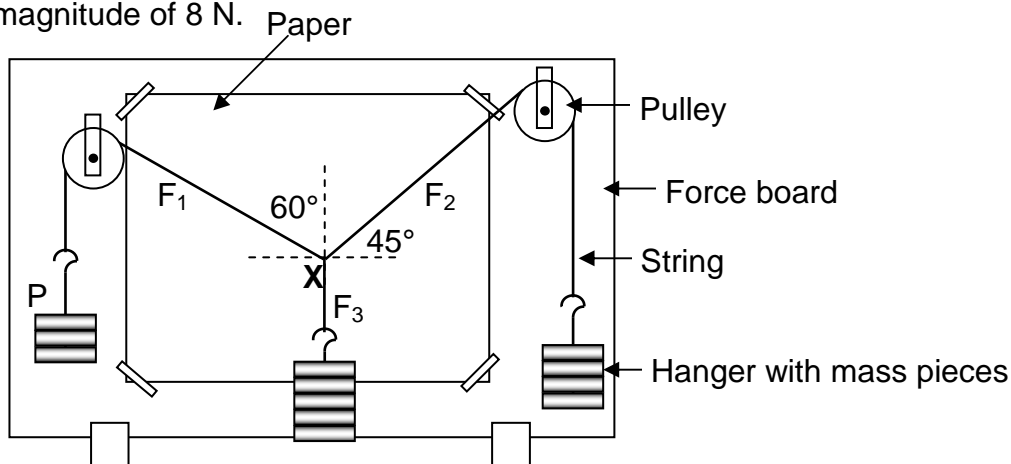 magnitude of 8 N.
Paper
Pulley
F₁
60°
F₂
Force board
45°
String
X
P
F₃
Hanger with mass pieces